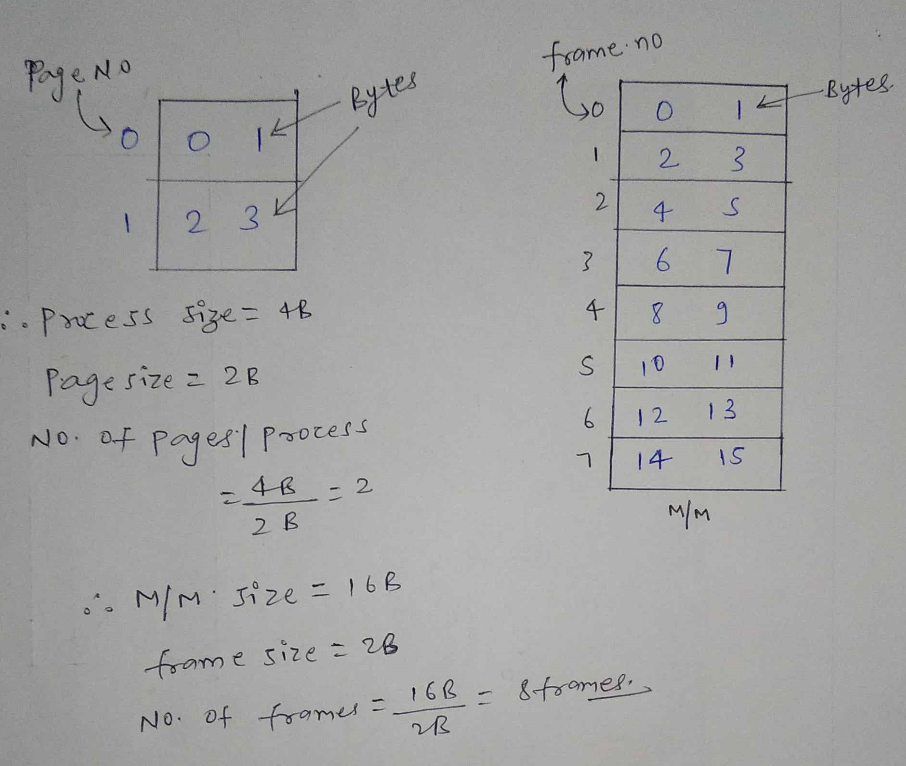 Page No
Bytes
0 0 1
1 2 3
∴ Process size = 4B
Page size = 2B
No. of pages/process
= 4B/2B = 2
∴ M/M size = 16B
frame size = 2B
No. of frames = 16B/2B = 8 frames.
frame no
Bytes
0 0 1
1 2 3
2 4 5
3 6 7
4 8 9
5 10 11
6 12 13
7 14 15
M/M